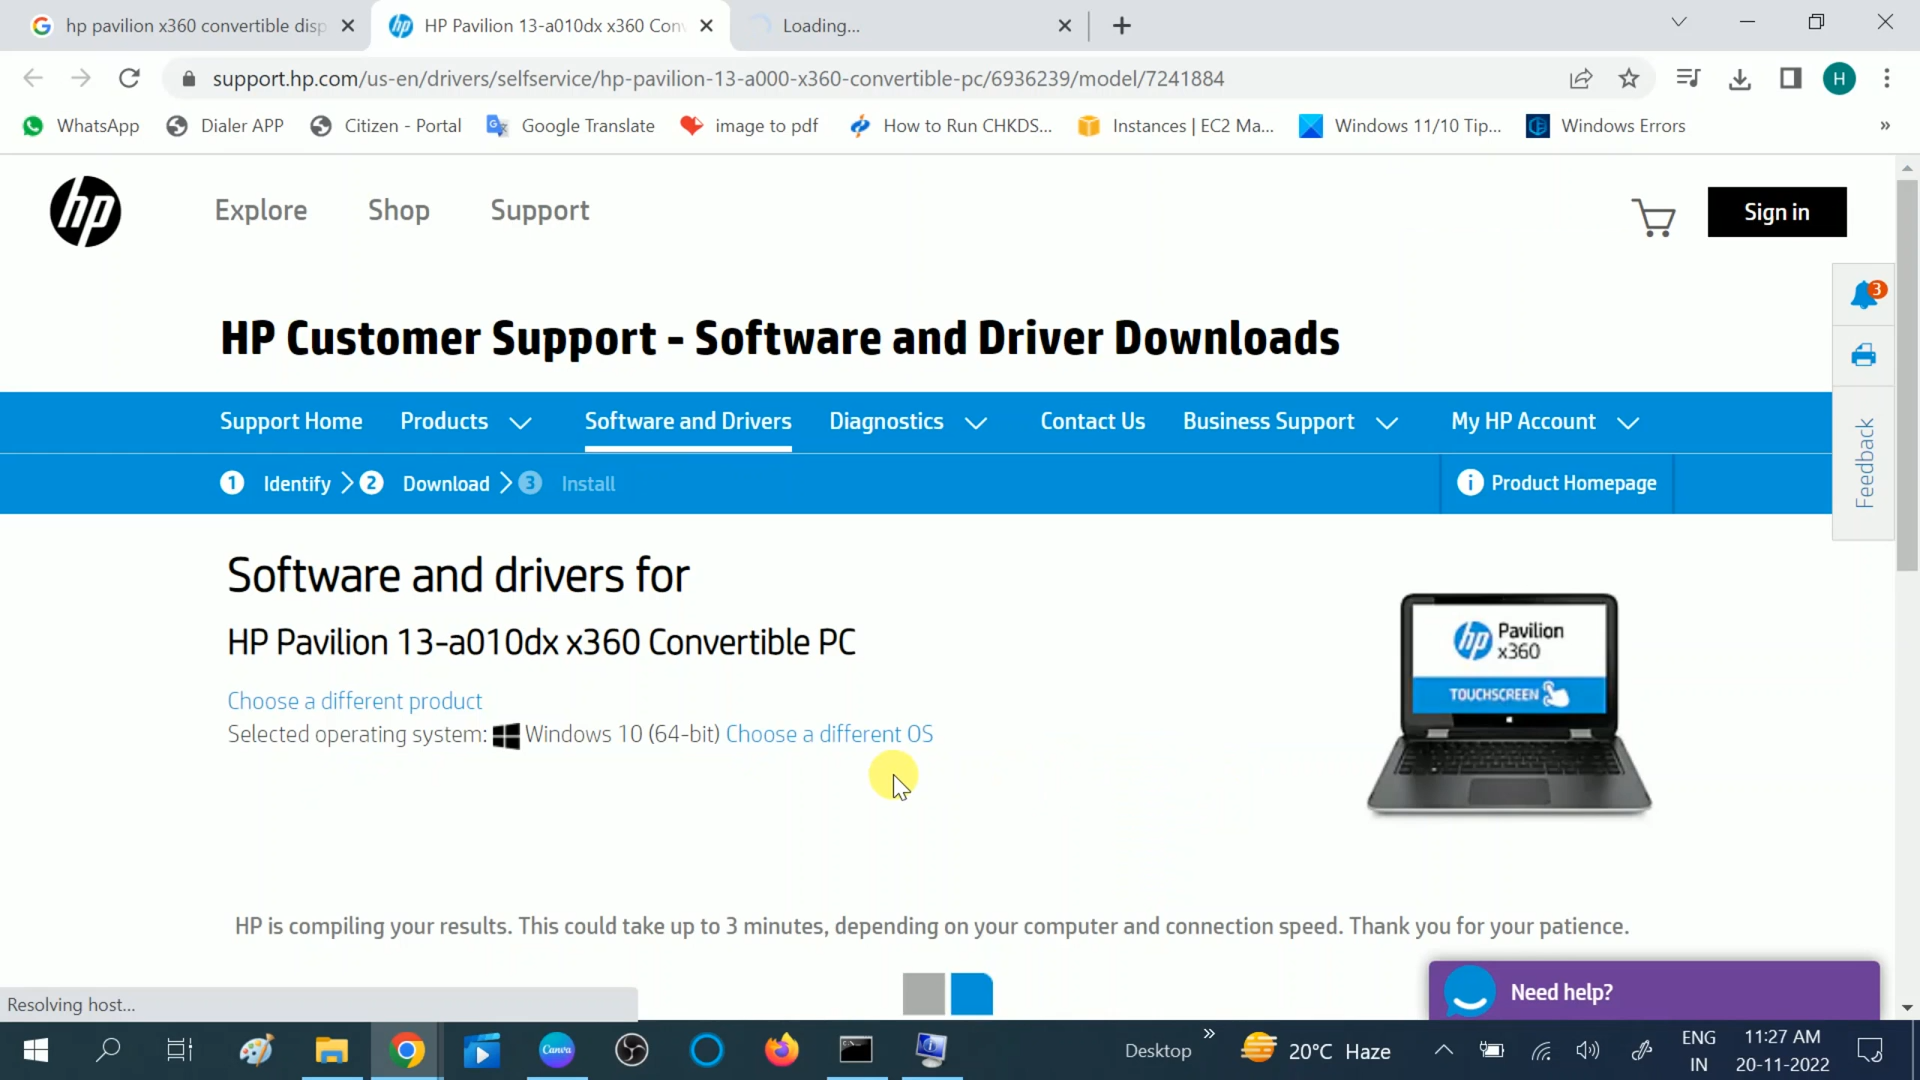 hp pavilion x360 convertible disp
HP Pavilion 13-a010dx x360 Con
Loading...
support.hp.com/us-en/drivers/selfservice/hp-pavilion-13-a000-x360-convertible-pc/6936239/model/7241884
H
WhatsApp
Dialer APP
Citizen - Portal
Google Translate
image to pdf
How to Run CHKDS...
Instances | EC2 Ma...
Windows 11/10 Tip...
Windows Errors
»
hp
Explore
Shop
Support
Sign in
3
HP Customer Support - Software and Driver Downloads
Support Home
Products
Software and Drivers
Diagnostics
Contact Us
Business Support
My HP Account
Feedback
1 Identify
2 Download
3 Install
i Product Homepage
Software and drivers for
HP Pavilion 13-a010dx x360 Convertible PC
hp Pavilion
x360
TOUCHSCREEN
Choose a different product
Selected operating system: Windows 10 (64-bit) Choose a different OS
HP is compiling your results. This could take up to 3 minutes, depending on your computer and connection speed. Thank you for your patience.
Need help?
Resolving host...
Canva
Desktop
»
20°C Haze
ENG
IN
11:27 AM
20-11-2022